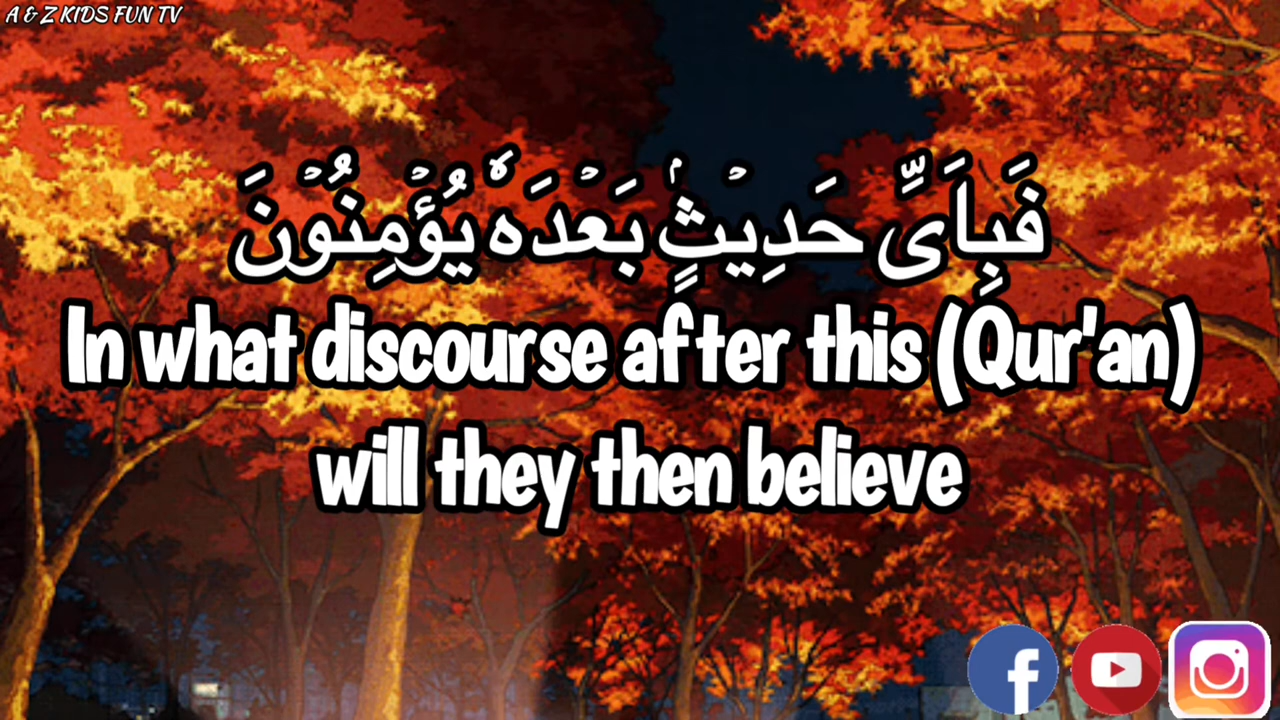 A & Z KIDS FUN TV
فَبِاَىِّ حَدِيْثٍۢ بَعْدَهٗ يُؤْمِنُوْنَ
In what discourse after this (Qur'an)
will they then believe